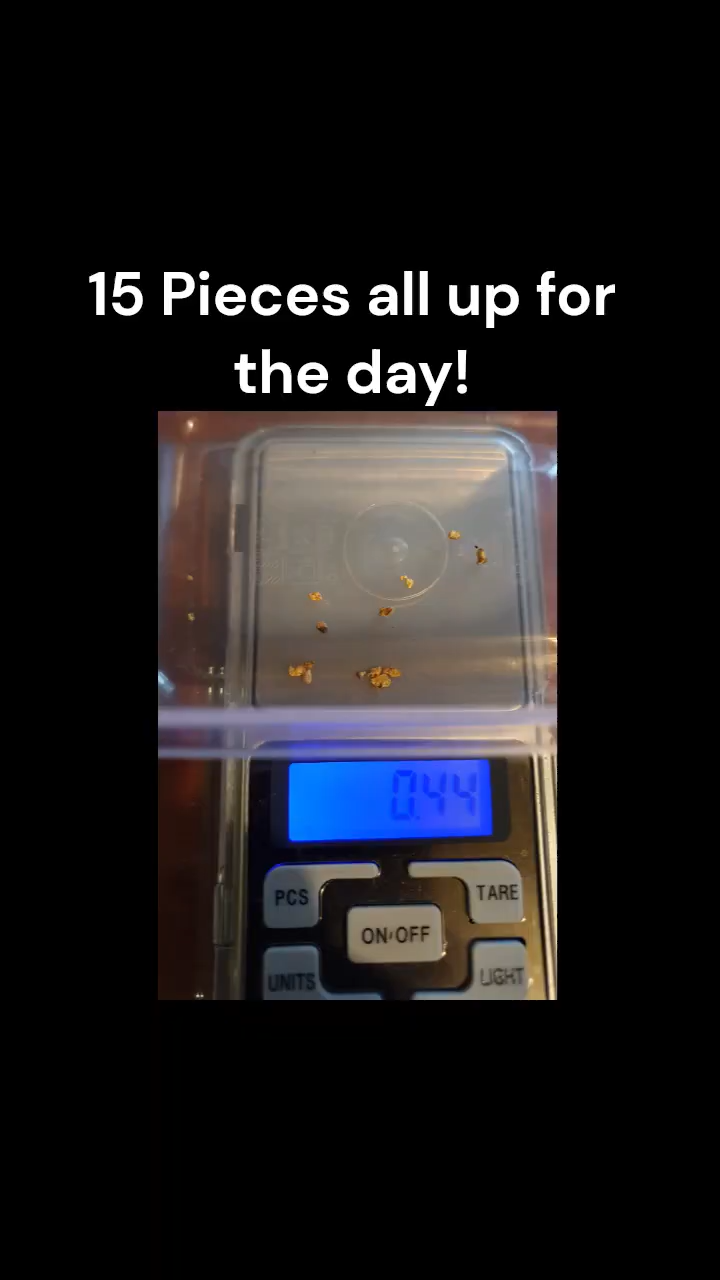 15 Pieces all up for
the day!
0.44
PCS
TARE
ON/OFF
UNITS
LIGHT